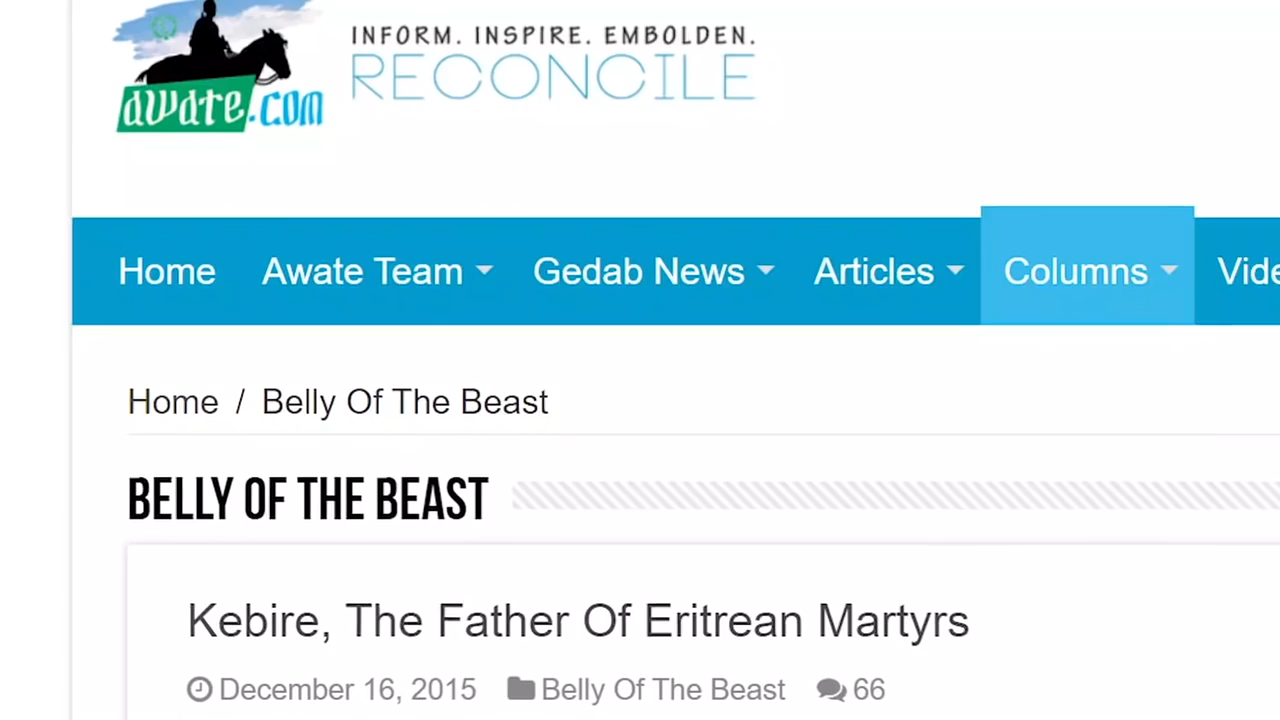 INFORM. INSPIRE. EMBOLDEN.
RECONCILE
awate.com
Home Awate Team Gedab News Articles Columns Vide
Home / Belly Of The Beast
BELLY OF THE BEAST
Kebire, The Father Of Eritrean Martyrs
December 16, 2015 Belly Of The Beast 66